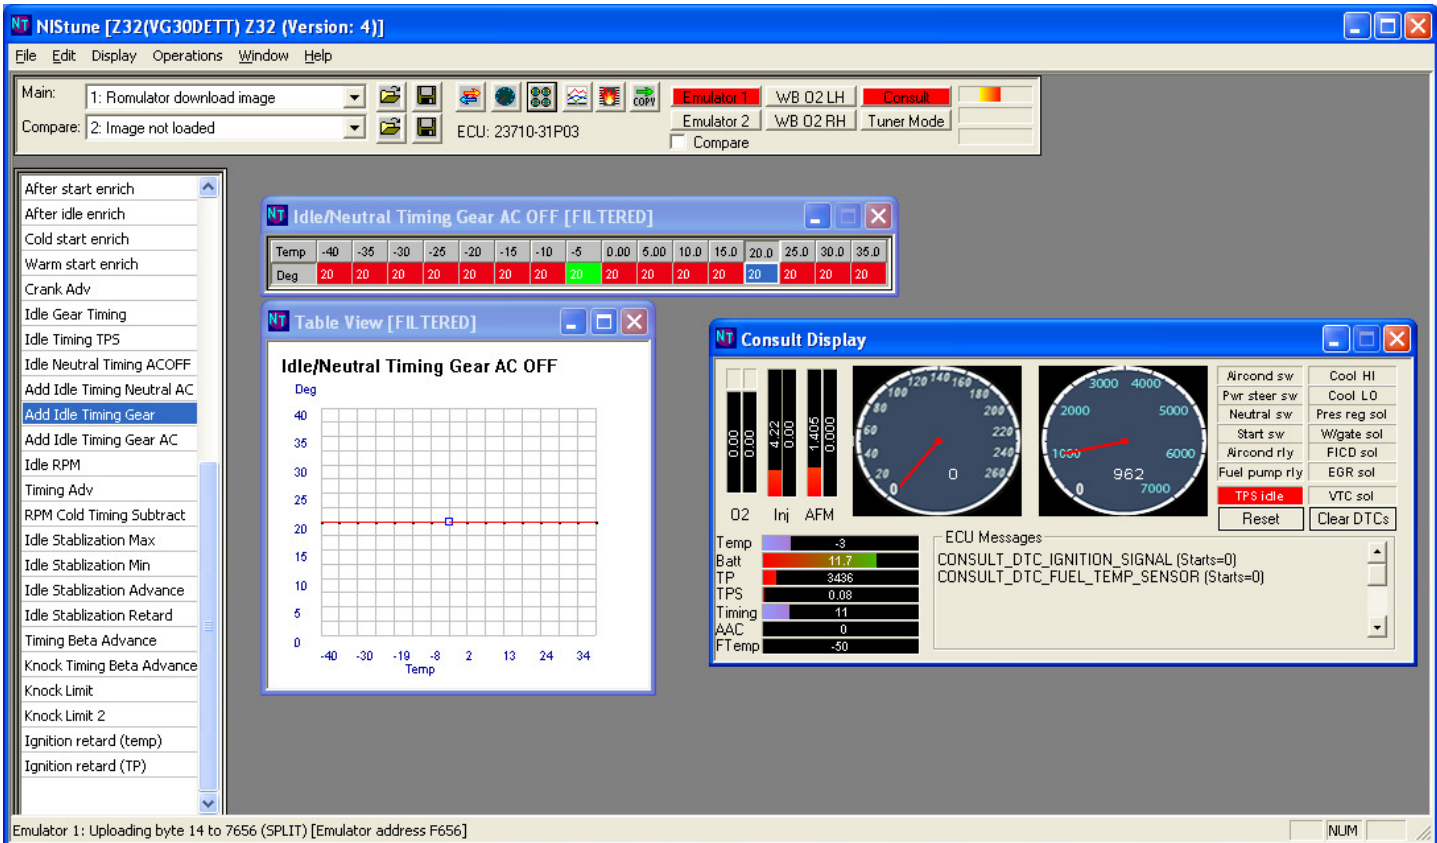 NIStune [Z32(VG30DETT) Z32 (Version: 4)]
File Edit Display Operations Window Help
Main: 1: Romulator download image
Compare: 2: Image not loaded
COPY
ECU: 23710-31P03
Emulator 1 WB O2 LH Consult
Emulator 2 WB O2 RH Tuner Mode
Compare
After start enrich
After idle enrich
Cold start enrich
Warm start enrich
Crank Adv
Idle Gear Timing
Idle Timing TPS
Idle Neutral Timing ACOFF
Add Idle Timing Neutral AC
Add Idle Timing Gear
Add Idle Timing Gear AC
Idle RPM
Timing Adv
RPM Cold Timing Subtract
Idle Stablization Max
Idle Stablization Min
Idle Stablization Advance
Idle Stablization Retard
Timing Beta Advance
Knock Timing Beta Advance
Knock Limit
Knock Limit 2
Ignition retard (temp)
Ignition retard (TP)
NT Idle/Neutral Timing Gear AC OFF [FILTERED]
Temp -40 -35 -30 -25 -20 -15 -10 -5 0.00 5.00 10.0 15.0 20.0 25.0 30.0 35.0
Deg 20 20 20 20 20 20 20 20 20 20 20 20 20 20 20 20
NT Table View [FILTERED]
Idle/Neutral Timing Gear AC OFF
Deg
40
35
30
25
20
15
10
5
0
-40 -30 -19 -8 2 13 24 34
Temp
NT Consult Display
0.00 0.00 4.22 0.00 1.405 0.000
O2 Inj AFM
0 20 40 60 80 100 120 140 160 180 200 220 240 260
0
0 1000 2000 3000 4000 5000 6000 7000
962
Aircond sw Cool HI
Pwr steer sw Cool LO
Neutral sw Pres reg sol
Start sw W/gate sol
Aircond rly FICD sol
Fuel pump rly EGR sol
TPS idle VTC sol
Reset Clear DTCs
Temp -3
Batt 11.7
TP 3436
TPS 0.08
Timing 11
AAC 0
FTemp -50
ECU Messages
CONSULT_DTC_IGNITION_SIGNAL (Starts=0)
CONSULT_DTC_FUEL_TEMP_SENSOR (Starts=0)
Emulator 1: Uploading byte 14 to 7656 (SPLIT) [Emulator address F656]
NUM